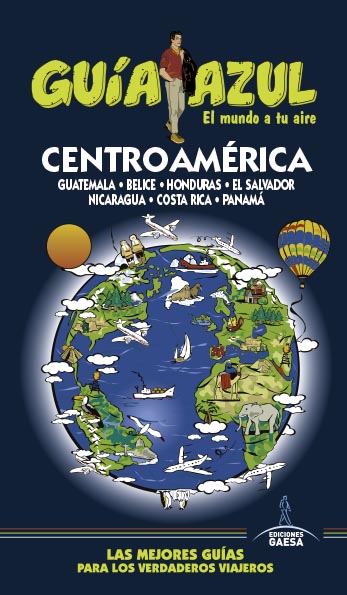 GUÍA AZUL
El mundo a tu aire
CENTROAMÉRICA
GUATEMALA • BELICE • HONDURAS • EL SALVADOR
NICARAGUA • COSTA RICA • PANAMÁ
EDICIONES
GAESA
LAS MEJORES GUÍAS
PARA LOS VERDADEROS VIAJEROS